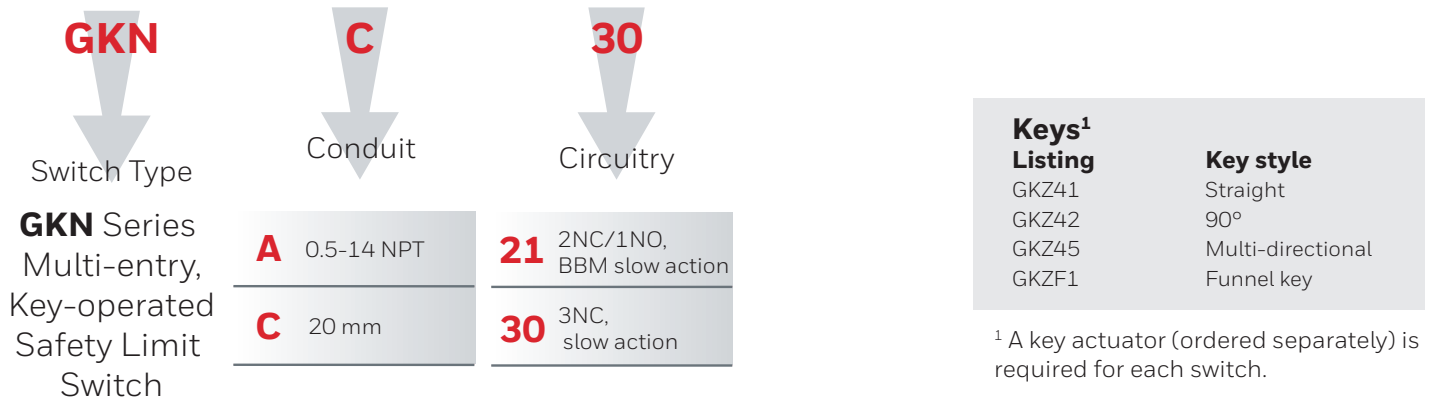 GKN
C
30
Switch Type
Conduit
Circuitry
GKN Series
Multi-entry,
Key-operated
Safety Limit
Switch
A 0.5-14 NPT
C 20 mm
21 2NC/1NO,
BBM slow action
30 3NC,
slow action
Keys¹
Listing Key style
GKZ41 Straight
GKZ42 90°
GKZ45 Multi-directional
GKZF1 Funnel key
¹ A key actuator (ordered separately) is
required for each switch.